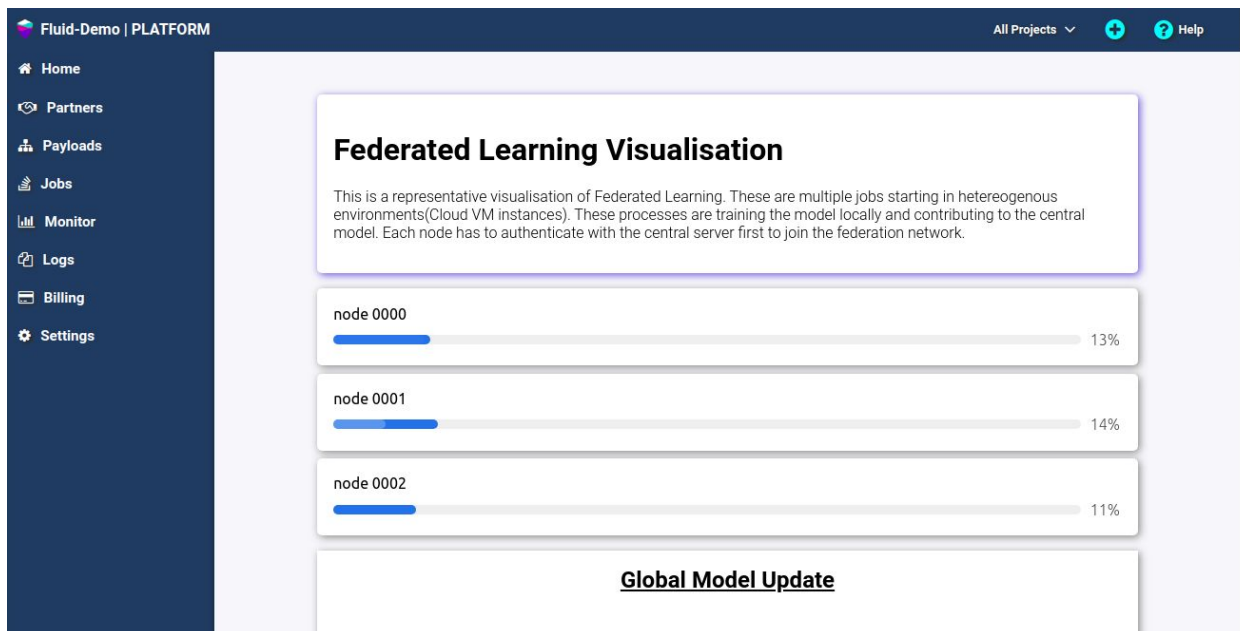 Fluid-Demo | PLATFORM
All Projects
Help
Home
Partners
Payloads
Jobs
Monitor
Logs
Billing
Settings
Federated Learning Visualisation
This is a representative visualisation of Federated Learning. These are multiple jobs starting in hetereogenous
environments(Cloud VM instances). These processes are training the model locally and contributing to the central
model. Each node has to authenticate with the central server first to join the federation network.
node 0000
13%
node 0001
14%
node 0002
11%
Global Model Update